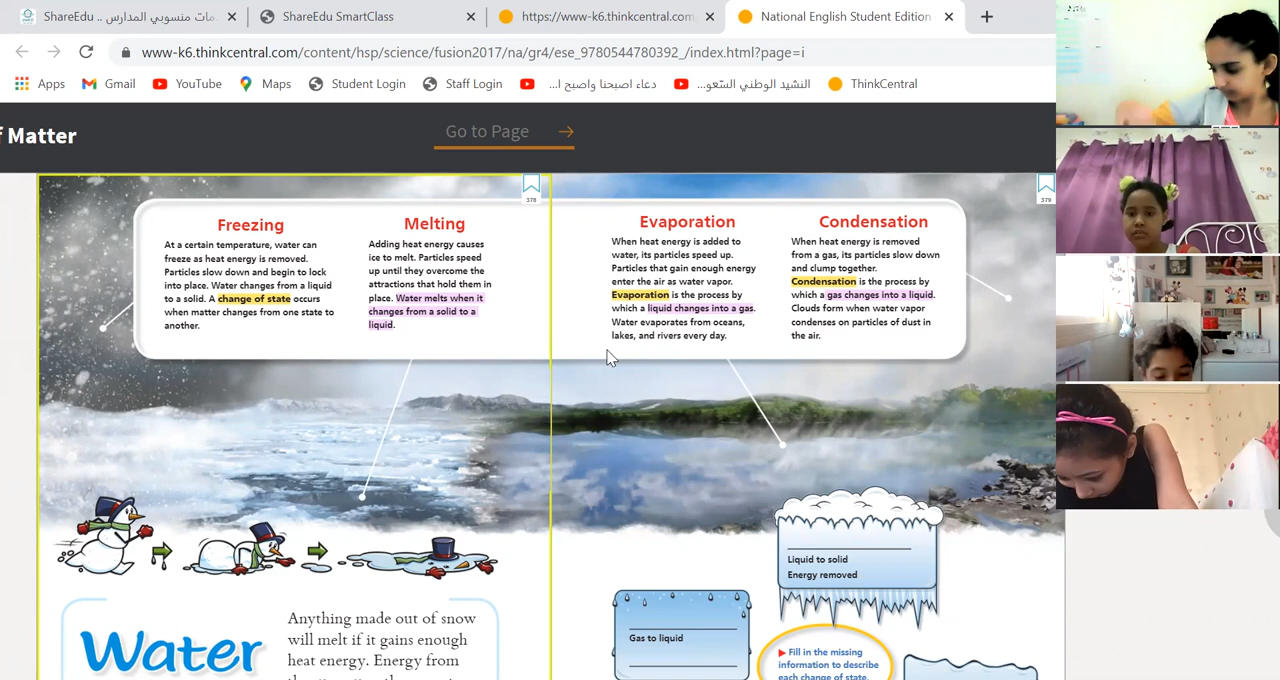 ShareEdu .. مات منسوبي المدارس
ShareEdu SmartClass
https://www-k6.thinkcentral.com
National English Student Edition
www-k6.thinkcentral.com/content/hsp/science/fusion2017/na/gr4/ese_9780544780392_/index.html?page=i
Apps
Gmail
YouTube
Maps
Student Login
Staff Login
دعاء اصبحنا واصبح ا...
النشيد الوطني السعو...
ThinkCentral
f Matter
Go to Page
378
379
Freezing
At a certain temperature, water can
freeze as heat energy is removed.
Particles slow down and begin to lock
into place. Water changes from a liquid
to a solid. A change of state occurs
when matter changes from one state to
another.
Melting
Adding heat energy causes
ice to melt. Particles speed
up until they overcome the
attractions that hold them in
place. Water melts when it
changes from a solid to a
liquid.
Evaporation
When heat energy is added to
water, its particles speed up.
Particles that gain enough energy
enter the air as water vapor.
Evaporation is the process by
which a liquid changes into a gas.
Water evaporates from oceans,
lakes, and rivers every day.
Condensation
When heat energy is removed
from a gas, its particles slow down
and clump together.
Condensation is the process by
which a gas changes into a liquid.
Clouds form when water vapor
condenses on particles of dust in
the air.
Water
Anything made out of snow
will melt if it gains enough
heat energy. Energy from
Liquid to solid
Energy removed
Gas to liquid
▶ Fill in the missing
information to describe
each change of state.